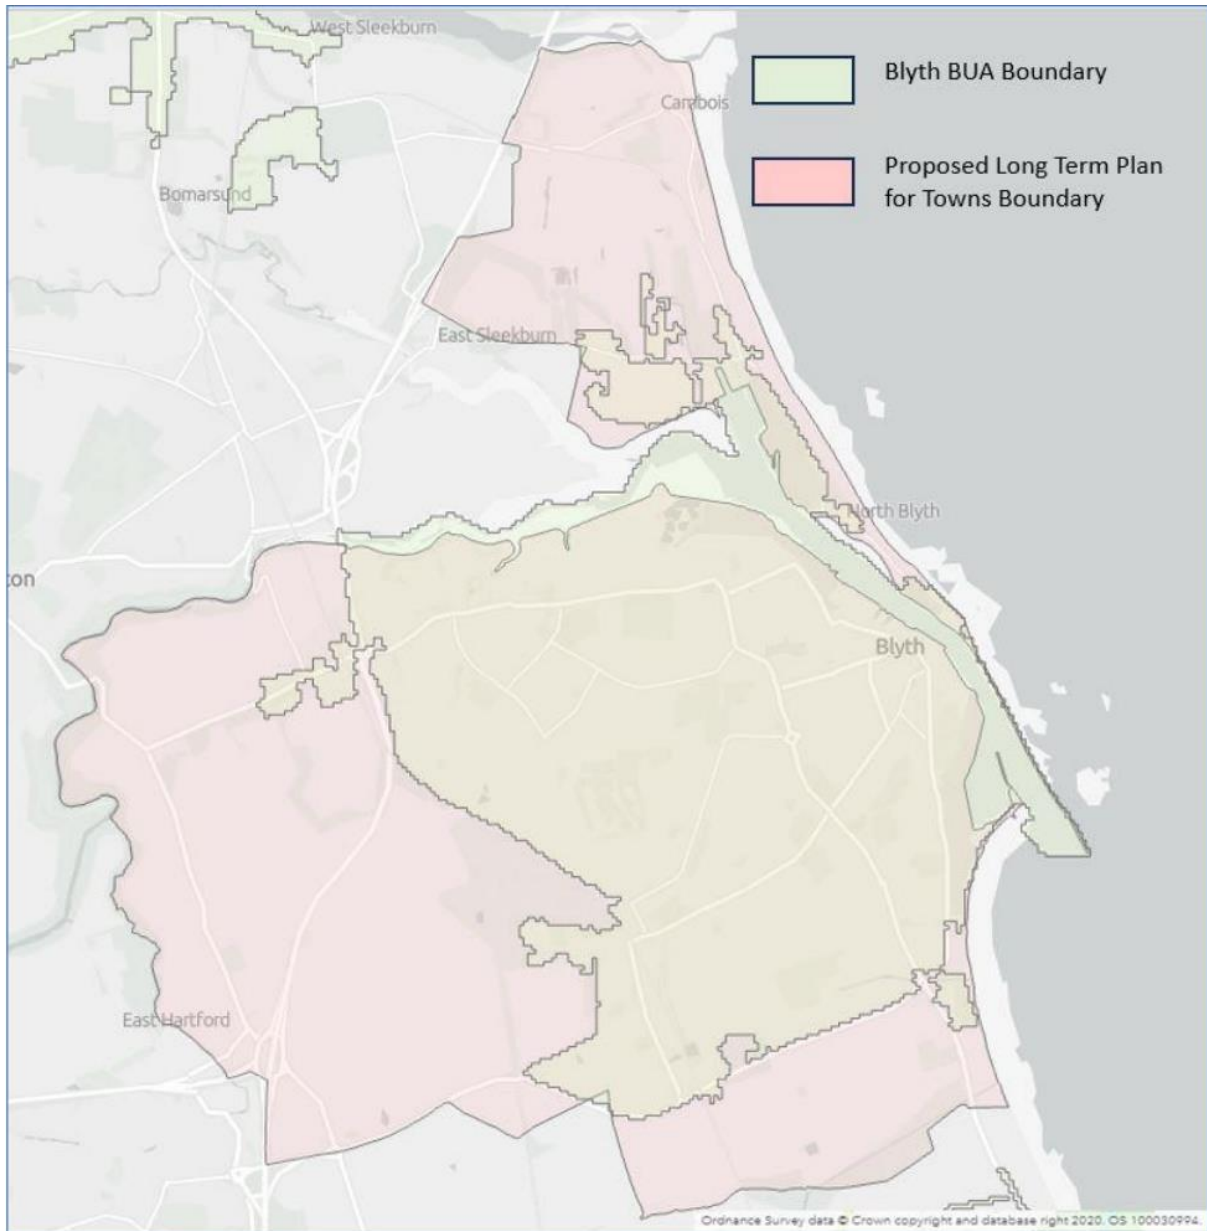 West Sleekburn
Blyth BUA Boundary
Cambois
Proposed Long Term Plan
for Towns Boundary
Bomarsund
East Sleekburn
North Blyth
ton
Blyth
East Hartford
Ordnance Survey data © Crown copyright and database right 2020. OS 100030994.